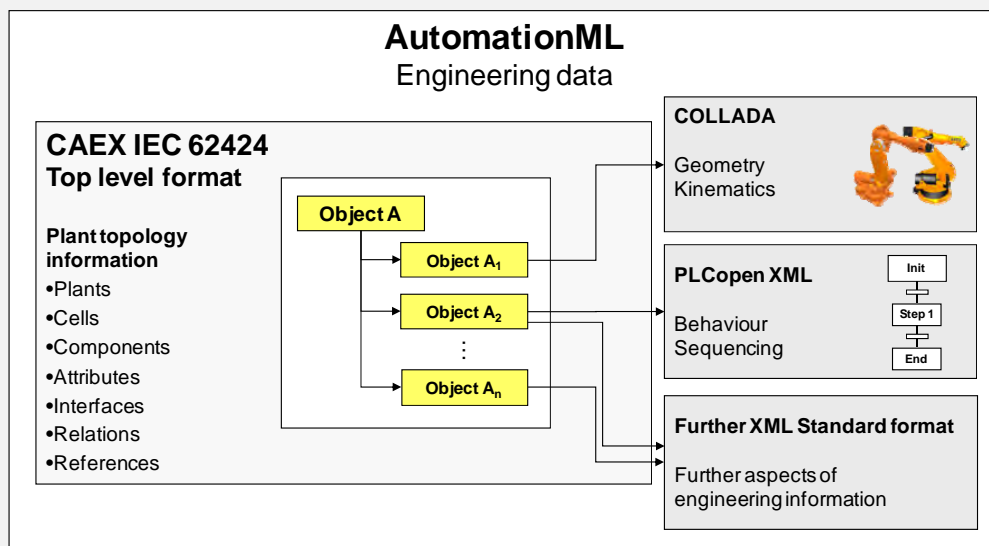 AutomationML
Engineering data
CAEX IEC 62424
Top level format
Plant topology
information
•Plants
•Cells
•Components
•Attributes
•Interfaces
•Relations
•References
Object A
Object A₁
Object A₂
⋮
Object Aₙ
COLLADA
Geometry
Kinematics
PLCopen XML
Behaviour
Sequencing
Init
Step 1
End
Further XML Standard format
Further aspects of
engineering information